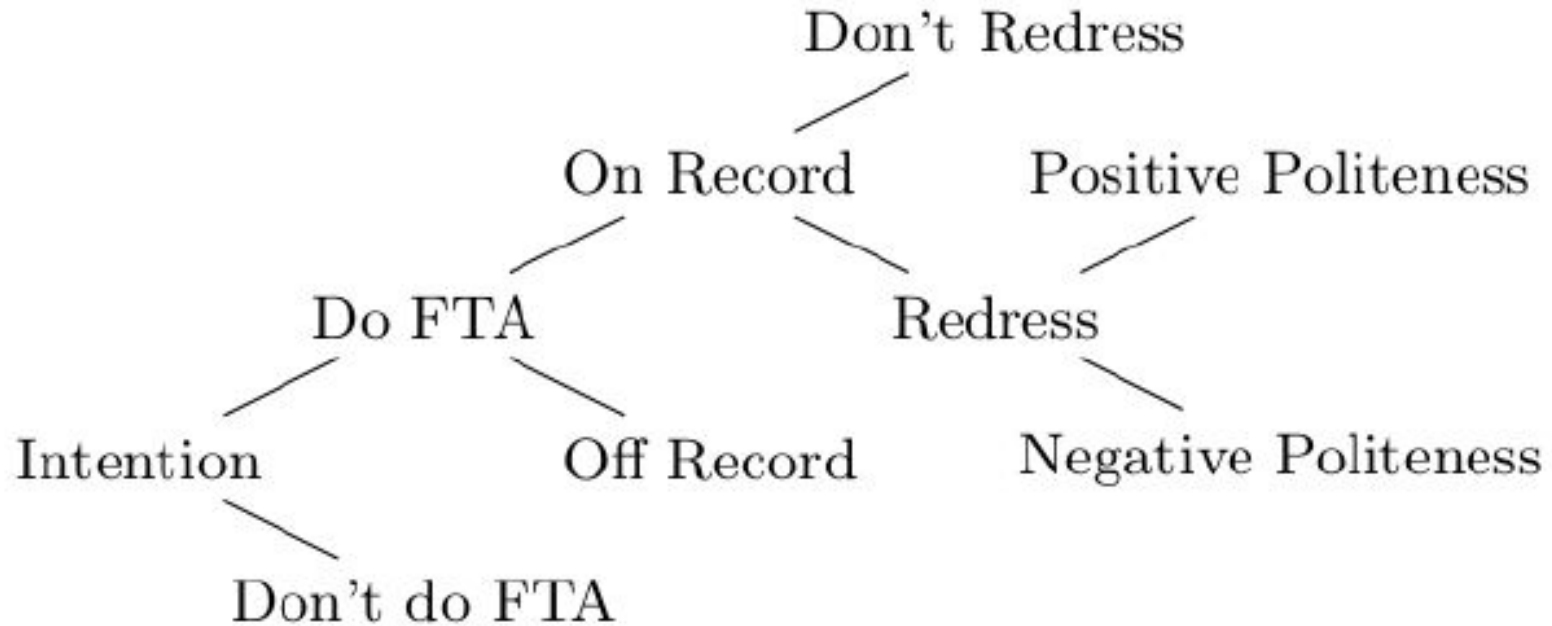 Don't Redress
On Record Positive Politeness
Do FTA Redress
Intention Off Record Negative Politeness
Don't do FTA